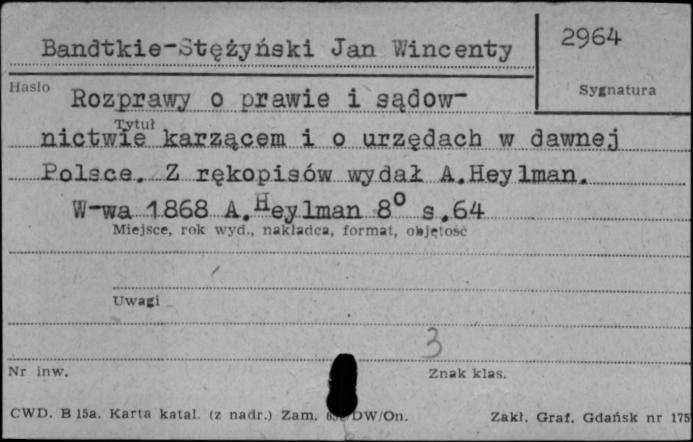 Bandtkie-Stężyński Jan Wincenty
2964
Hasło
Sygnatura
Rozprawy o prawie i sądow-
Tytuł
nictwie karzącem i o urzędach w dawnej
Polsce. Z rękopisów wydał A.Heylman.
W-wa 1868 A.Heylman 8° s.64
Miejsce, rok wyd., nakładca, format, objętość
Uwagi
3
Nr inw.
Znak klas.
CWD. B 15a. Karta katal. (z nadr.) Zam. DW/On.
Zakł. Graf. Gdańsk nr 175